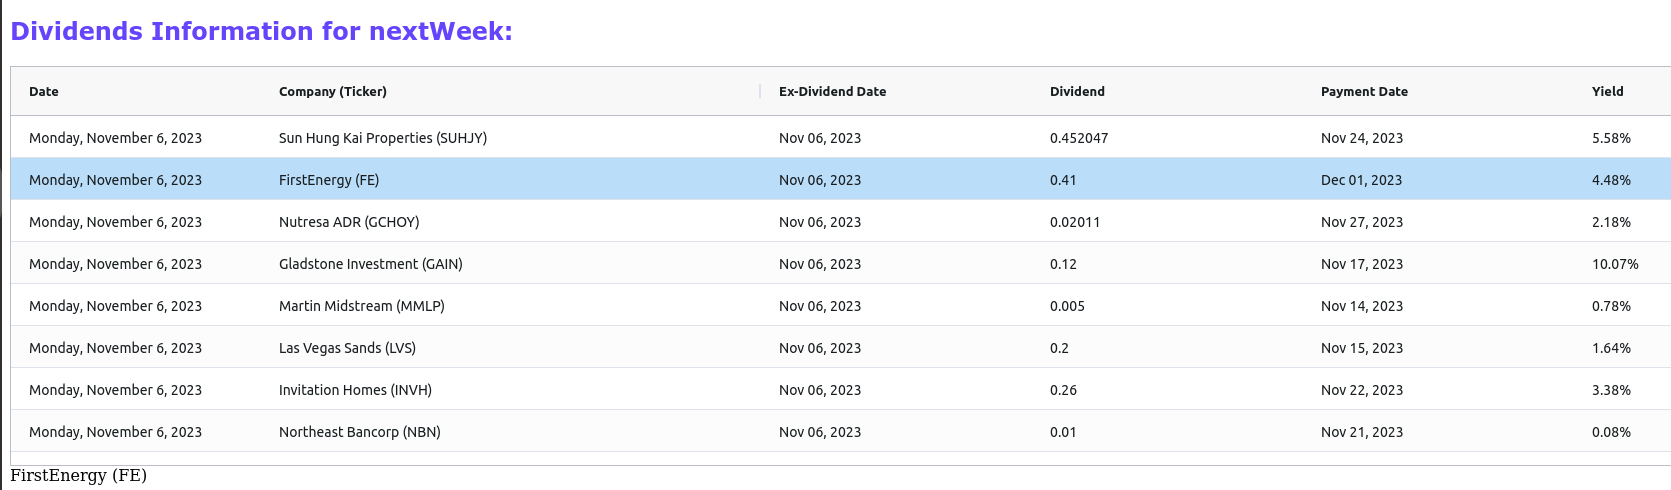 Dividends Information for nextWeek:
Date Company (Ticker) Ex-Dividend Date Dividend Payment Date Yield
Monday, November 6, 2023 Sun Hung Kai Properties (SUHJY) Nov 06, 2023 0.452047 Nov 24, 2023 5.58%
Monday, November 6, 2023 FirstEnergy (FE) Nov 06, 2023 0.41 Dec 01, 2023 4.48%
Monday, November 6, 2023 Nutresa ADR (GCHOY) Nov 06, 2023 0.02011 Nov 27, 2023 2.18%
Monday, November 6, 2023 Gladstone Investment (GAIN) Nov 06, 2023 0.12 Nov 17, 2023 10.07%
Monday, November 6, 2023 Martin Midstream (MMLP) Nov 06, 2023 0.005 Nov 14, 2023 0.78%
Monday, November 6, 2023 Las Vegas Sands (LVS) Nov 06, 2023 0.2 Nov 15, 2023 1.64%
Monday, November 6, 2023 Invitation Homes (INVH) Nov 06, 2023 0.26 Nov 22, 2023 3.38%
Monday, November 6, 2023 Northeast Bancorp (NBN) Nov 06, 2023 0.01 Nov 21, 2023 0.08%
FirstEnergy (FE)